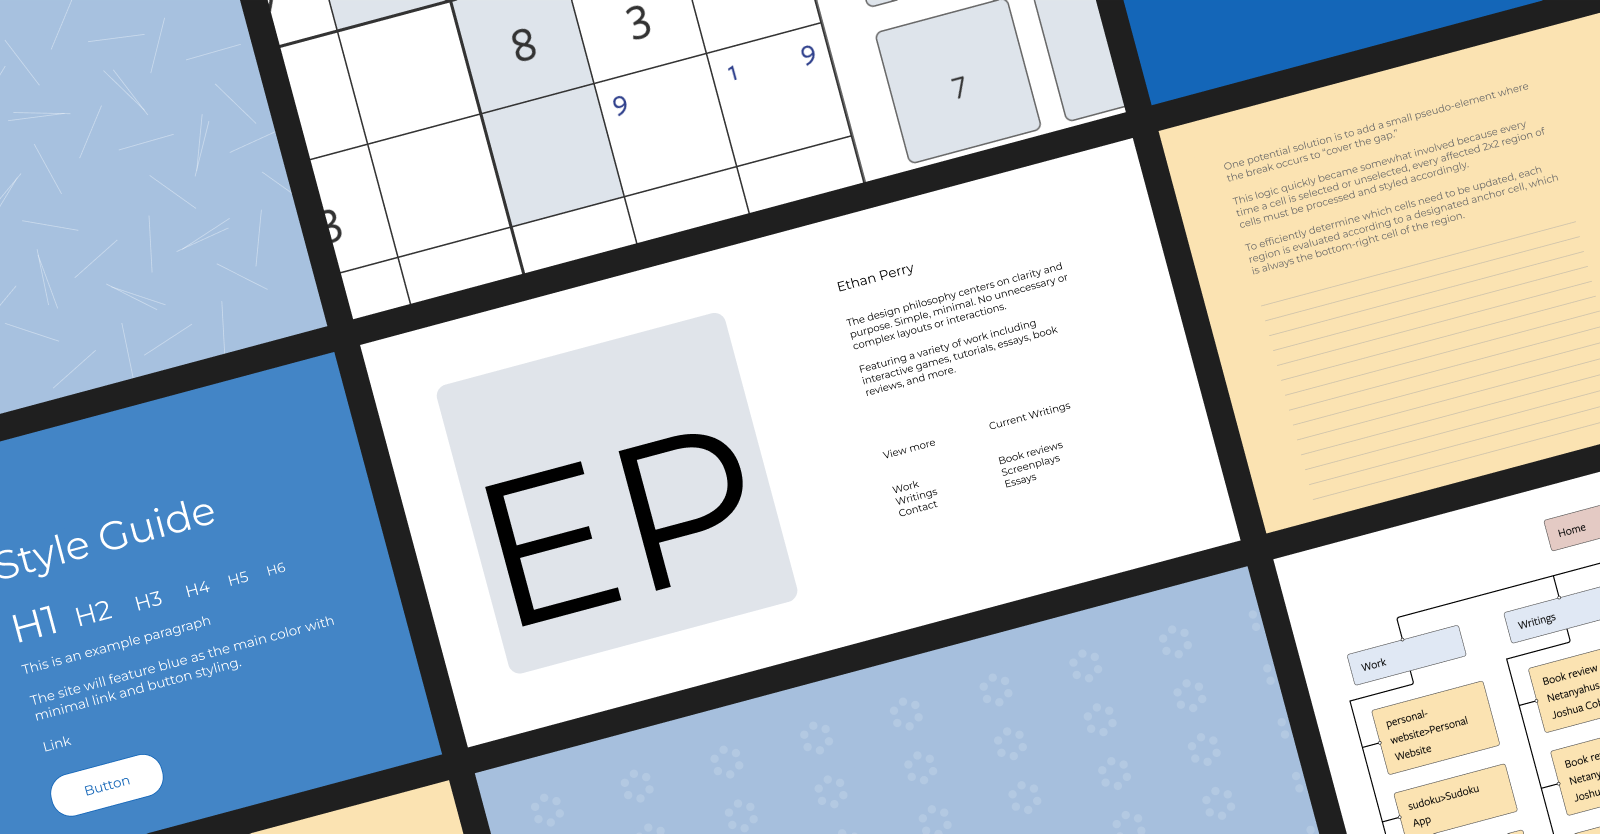 8
3
9
1
9
7
3
One potential solution is to add a small pseudo-element where
the break occurs to "cover the gap."
This logic quickly became somewhat involved because every
time a cell is selected or unselected, every affected 2x2 region of
cells must be processed and styled accordingly.
To efficiently determine which cells need to be updated, each
region is evaluated according to a designated anchor cell, which
is always the bottom-right cell of the region.
Ethan Perry
The design philosophy centers on clarity and
purpose. Simple, minimal. No unnecessary or
complex layouts or interactions.
Featuring a variety of work including
interactive games, tutorials, essays, book
reviews, and more.
View more
Work
Writings
Contact
Current Writings
Book reviews
Screenplays
Essays
EP
Style Guide
H1 H2 H3 H4 H5 H6
This is an example paragraph
The site will feature blue as the main color with
minimal link and button styling.
Link
Button
Home
Work
Writings
personal-
website>Personal
Website
sudoku>Sudoku
App
Book review
Netanyahus
Joshua
Book
Joshu